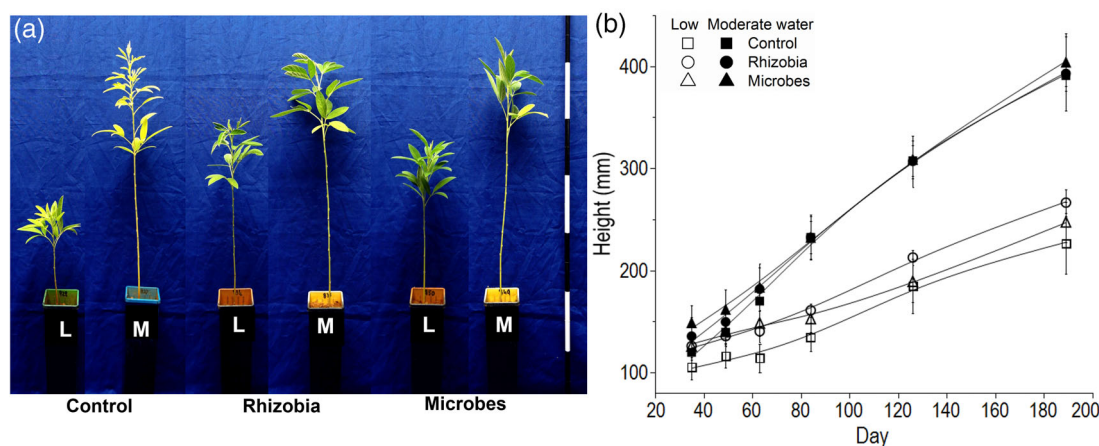 (a)
L
M
L
M
L
M
Control
Rhizobia
Microbes
(b)
Low Moderate water
Control
Rhizobia
Microbes
Height (mm)
400
300
200
100
20 40 60 80 100 120 140 160 180 200
Day